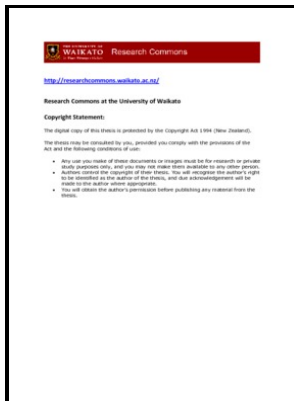 THE UNIVERSITY OF
WAIKATO
Research Commons
http://researchcommons.waikato.ac.nz/
Research Commons at the University of Waikato
Copyright Statement:
The digital copy of this thesis is protected by the Copyright Act 1994 (New Zealand).
The thesis may be consulted by you, provided you comply with the provisions of the
Act and the following conditions of use:
• Any use you make of these documents or images must be for research or private
study purposes only, and you may not make them available to any other person.
• Authors control the copyright of their thesis. You will recognise the author's right
to be identified as the author of the thesis, and due acknowledgement will be
made to the author where appropriate.
• You will obtain the author's permission before publishing any material from the
thesis.